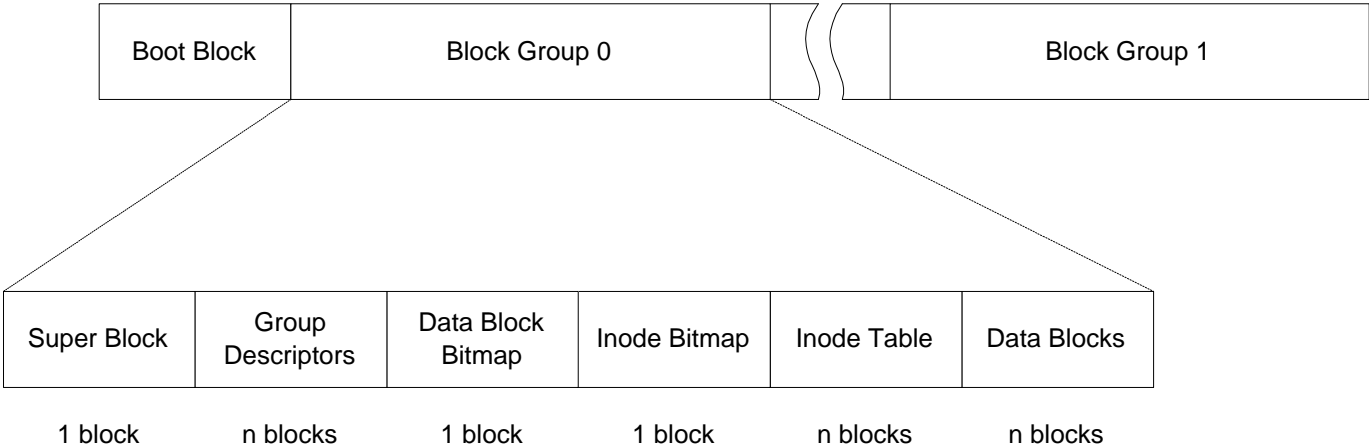 Boot Block
Block Group 0
Block Group 1
Super Block
Group
Descriptors
Data Block
Bitmap
Inode Bitmap
Inode Table
Data Blocks
1 block
n blocks
1 block
1 block
n blocks
n blocks